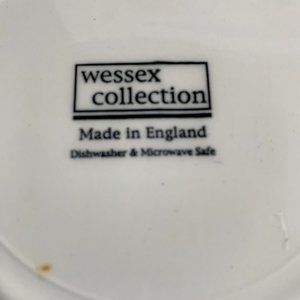 wessex
collection
Made in England
Dishwasher & Microwave Safe